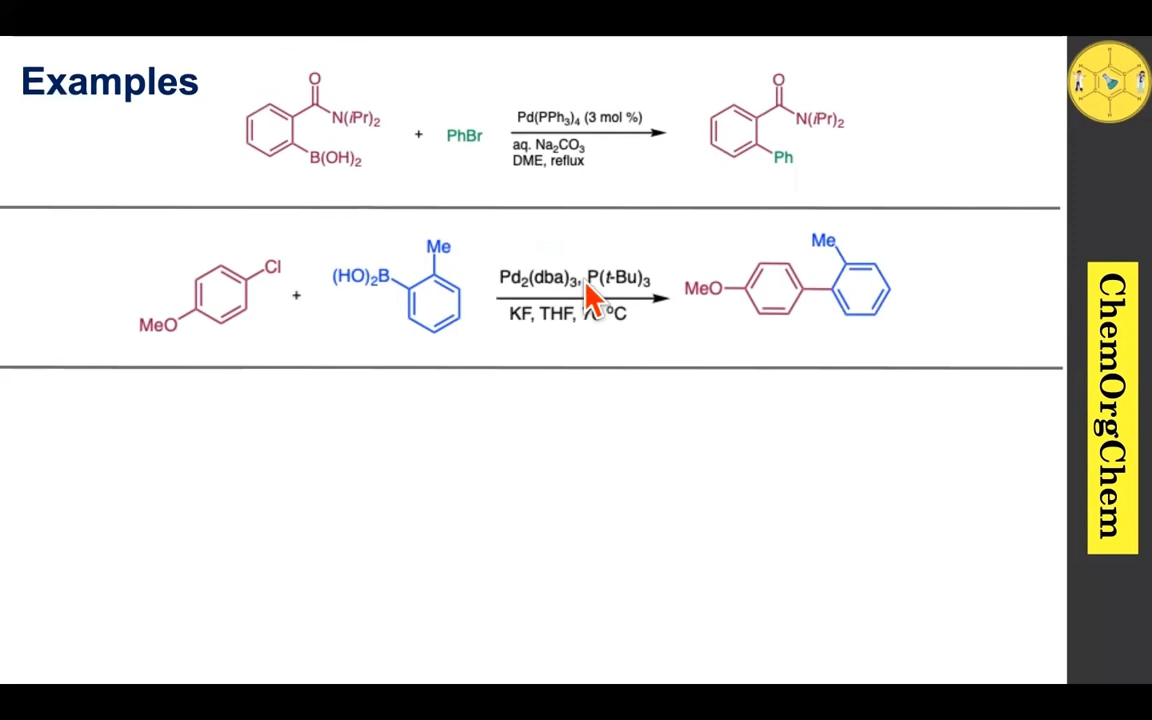 Examples
O
N(iPr)₂
B(OH)₂
+
PhBr
Pd(PPh₃)₄ (3 mol %)
aq. Na₂CO₃
DME, reflux
O
N(iPr)₂
Ph
Cl
MeO
+
(HO)₂B
Me
Pd₂(dba)₃, P(t-Bu)₃
KF, THF, °C
MeO
Me
ChemOrgChem